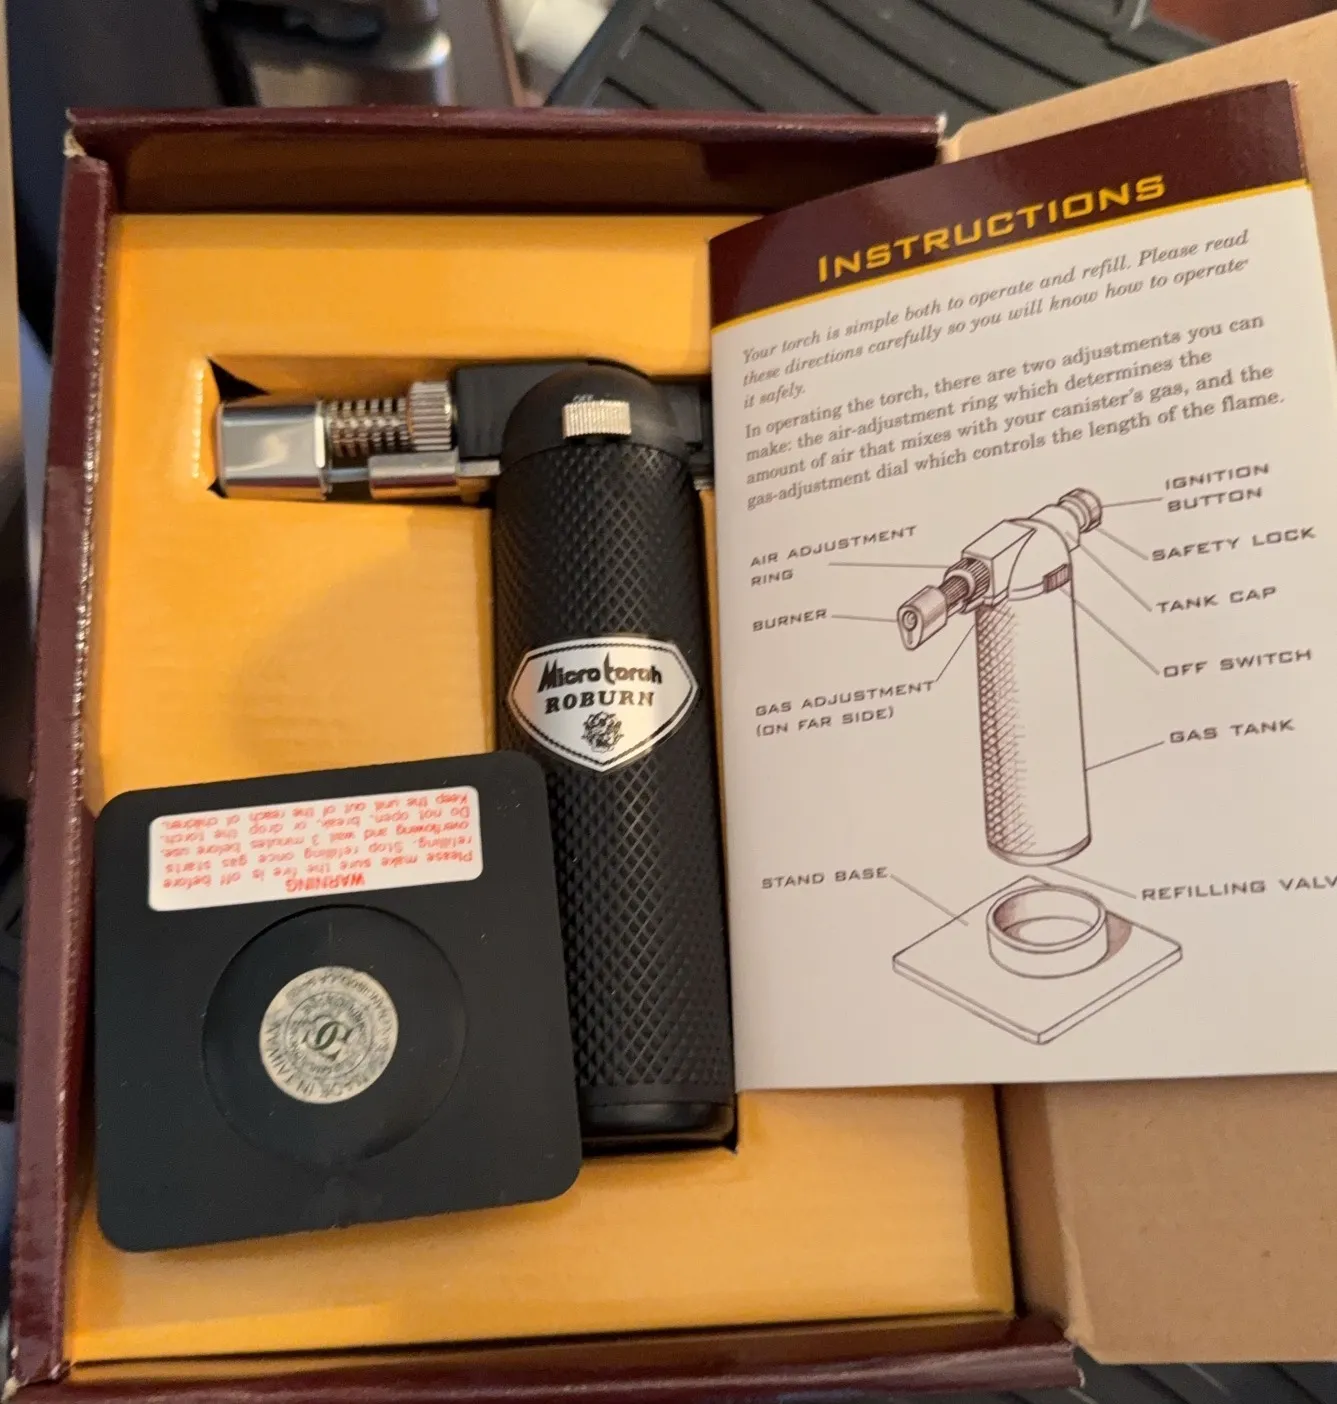 INSTRUCTIONS
Your torch is simple both to operate and refill. Please read
these directions carefully so you will know how to operate
it safely.
In operating the torch, there are two adjustments you can
make: the air-adjustment ring which determines the
amount of air that mixes with your canister's gas, and the
gas-adjustment dial which controls the length of the flame.
IGNITION
BUTTON
AIR ADJUSTMENT
RING
SAFETY LOCK
TANK CAP
BURNER
OFF SWITCH
GAS ADJUSTMENT
(ON FAR SIDE)
GAS TANK
STAND BASE
REFILLING VALV
OFF
Micro torch
ROBURN
WARNING
Please make sure the fire is off before
refilling. Stop refilling once gas starts
overflowing and wait 3 minutes before use.
Do not open, break, or drop the torch.
Keep the unit out of the reach of children.
MADE IN TAIWAN